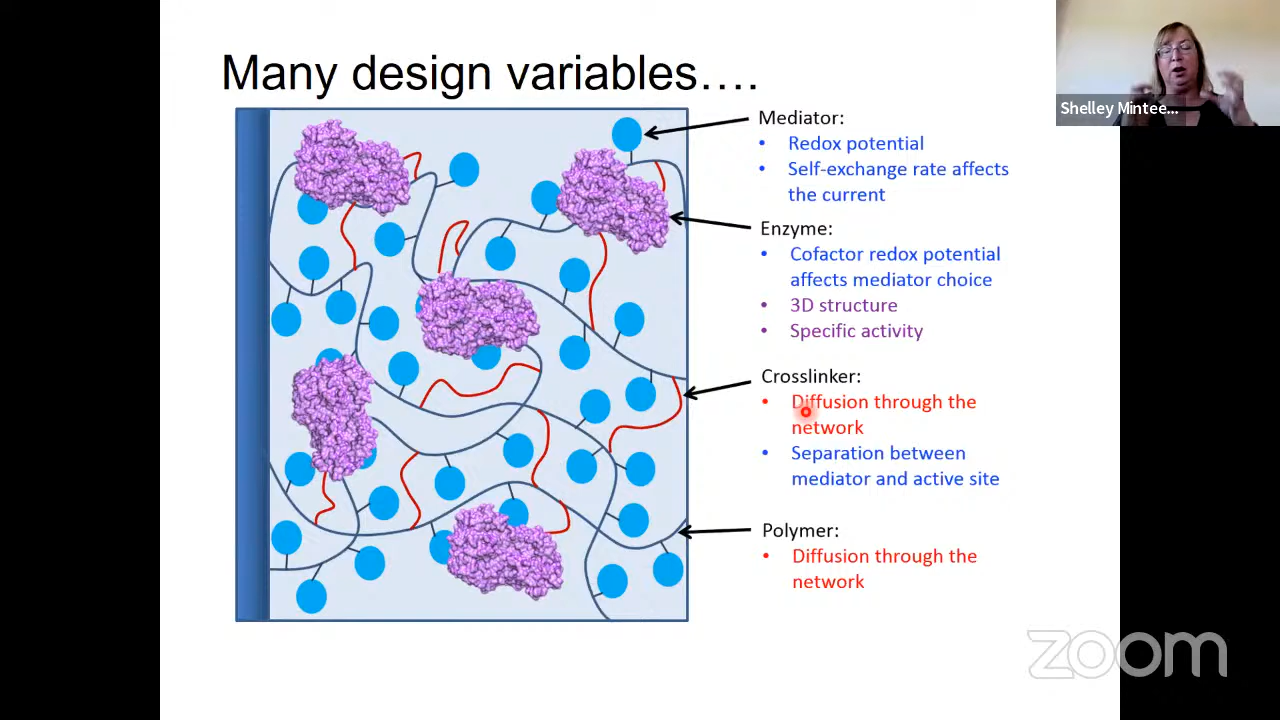 Many design variables….
Shelley Mintee...
Mediator:
• Redox potential
• Self-exchange rate affects
the current
Enzyme:
• Cofactor redox potential
affects mediator choice
• 3D structure
• Specific activity
Crosslinker:
• Diffusion through the
network
• Separation between
mediator and active site
Polymer:
• Diffusion through the
network
zoom